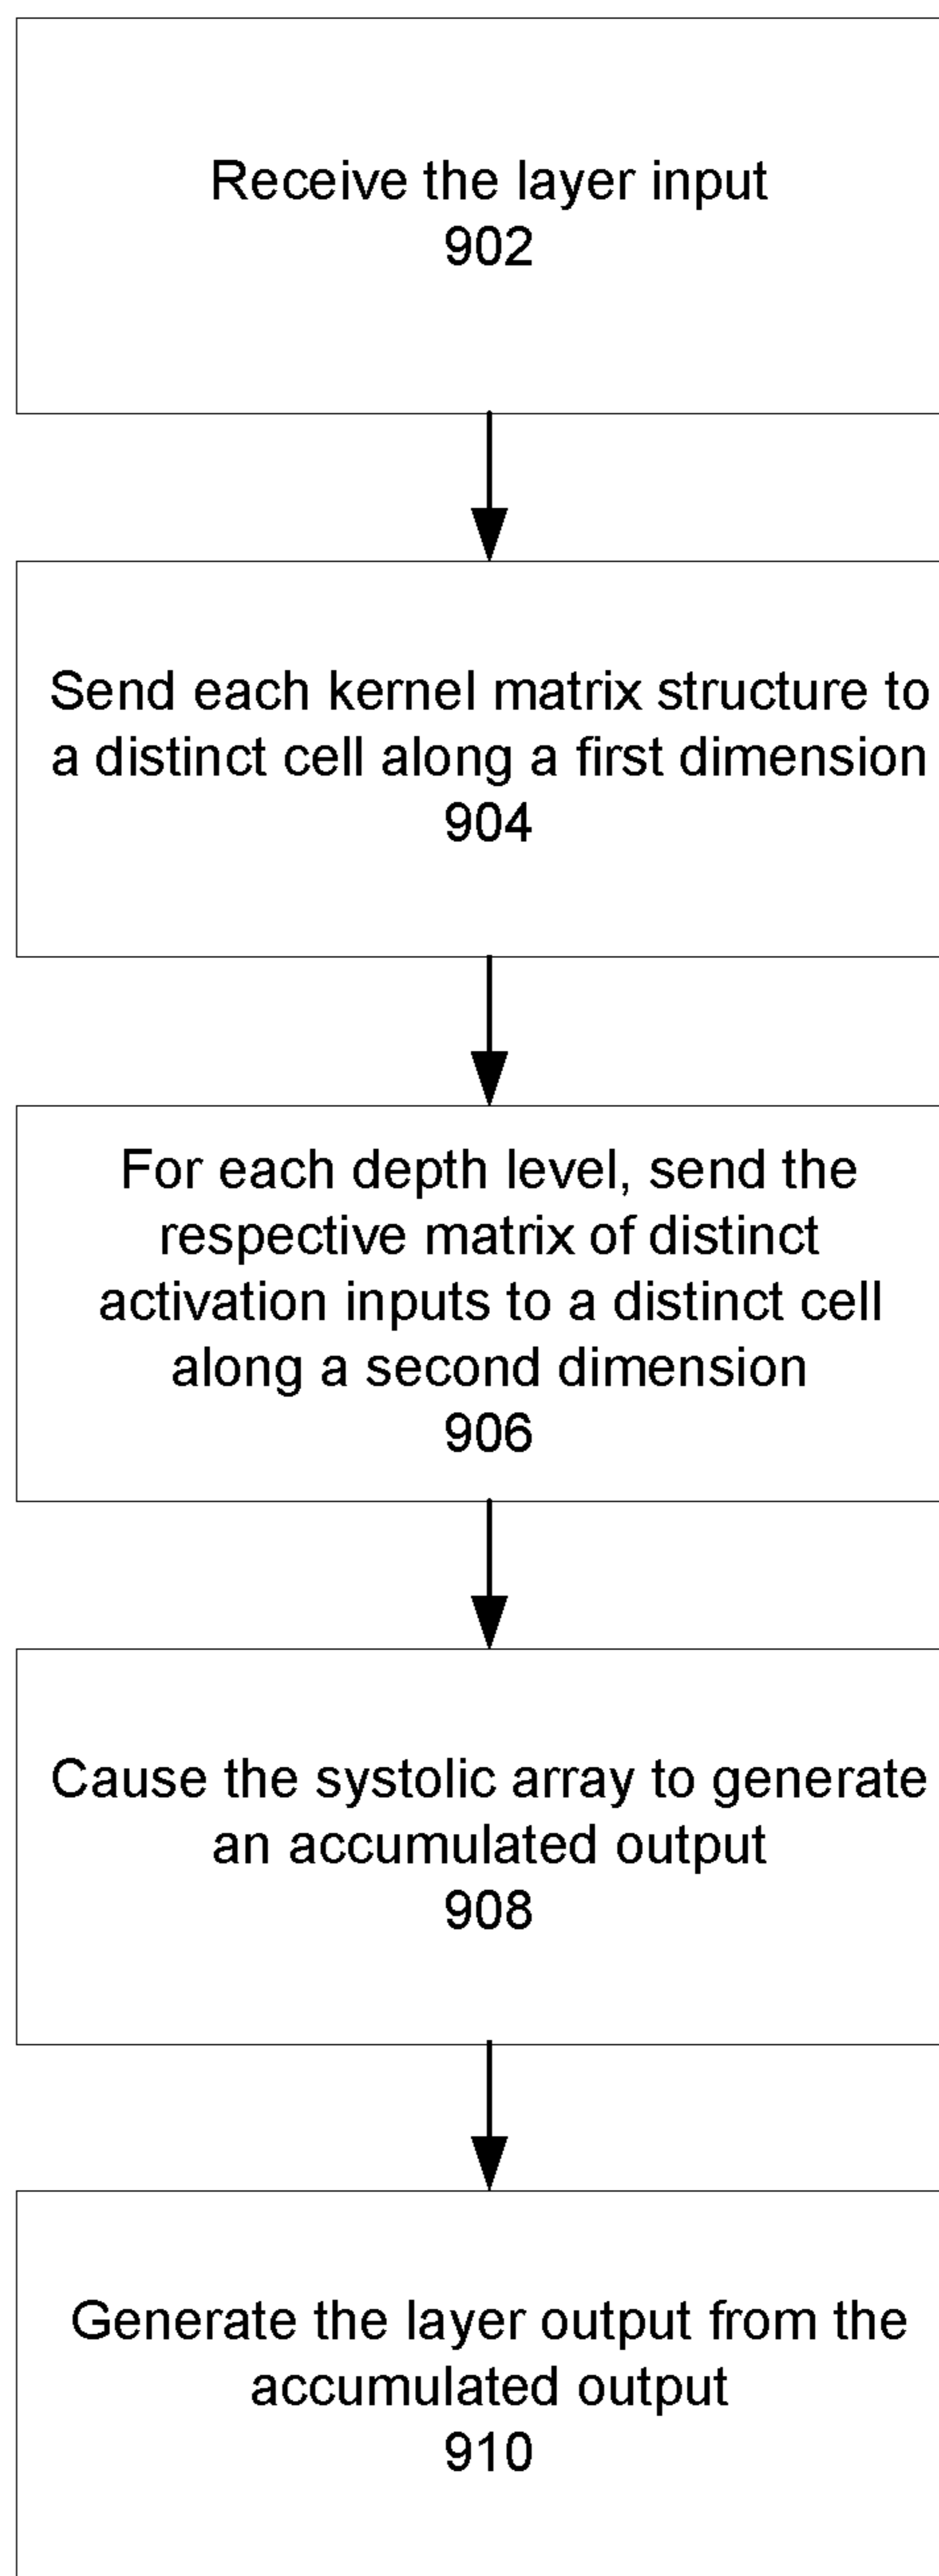 Receive the layer input
902
Send each kernel matrix structure to
a distinct cell along a first dimension
904
For each depth level, send the
respective matrix of distinct
activation inputs to a distinct cell
along a second dimension
906
Cause the systolic array to generate
an accumulated output
908
Generate the layer output from the
accumulated output
910